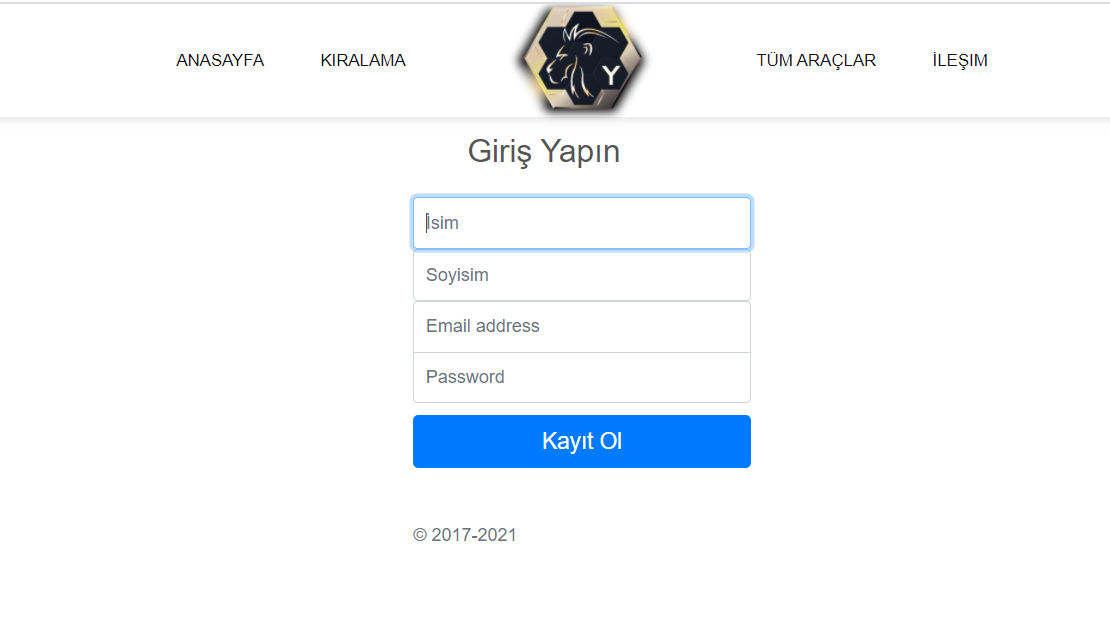 ANASAYFA KIRALAMA Y TÜM ARAÇLAR İLEŞIM
Giriş Yapın
İsim
Soyisim
Email address
Password
Kayıt Ol
© 2017-2021